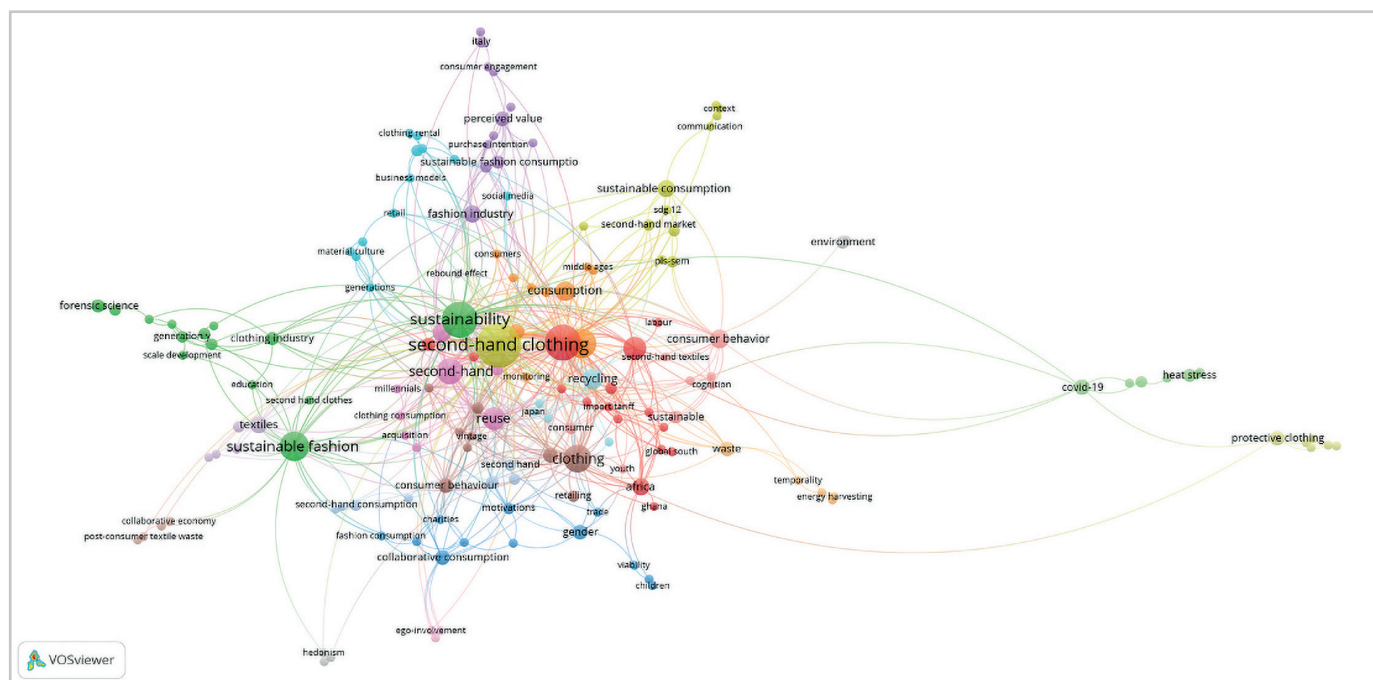 italy
consumer engagement
context
communication
perceived value
clothing rental
purchase intention
sustainable fashion consumptio
business models
sustainable consumption
social media
sdg 12
retail
fashion industry
second-hand market
environment
material culture
consumers
pls-sem
rebound effect
middle ages
generations
consumption
forensic science
sustainability
labour
generation y
clothing industry
second-hand clothing
consumer behavior
scale development
second-hand textiles
second-hand
monitoring
recycling
education
millennials
cognition
covid-19
heat stress
second hand clothes
japan
import tariff
clothing consumption
reuse
sustainable
textiles
acquisition
vintage
consumer
protective clothing
sustainable fashion
global south
waste
second hand
clothing
youth
temporality
consumer behaviour
africa
energy harvesting
second-hand consumption
retailing
motivations
trade
ghana
collaborative economy
charities
post-consumer textile waste
fashion consumption
gender
collaborative consumption
viability
children
ego-involvement
hedonism
VOSviewer